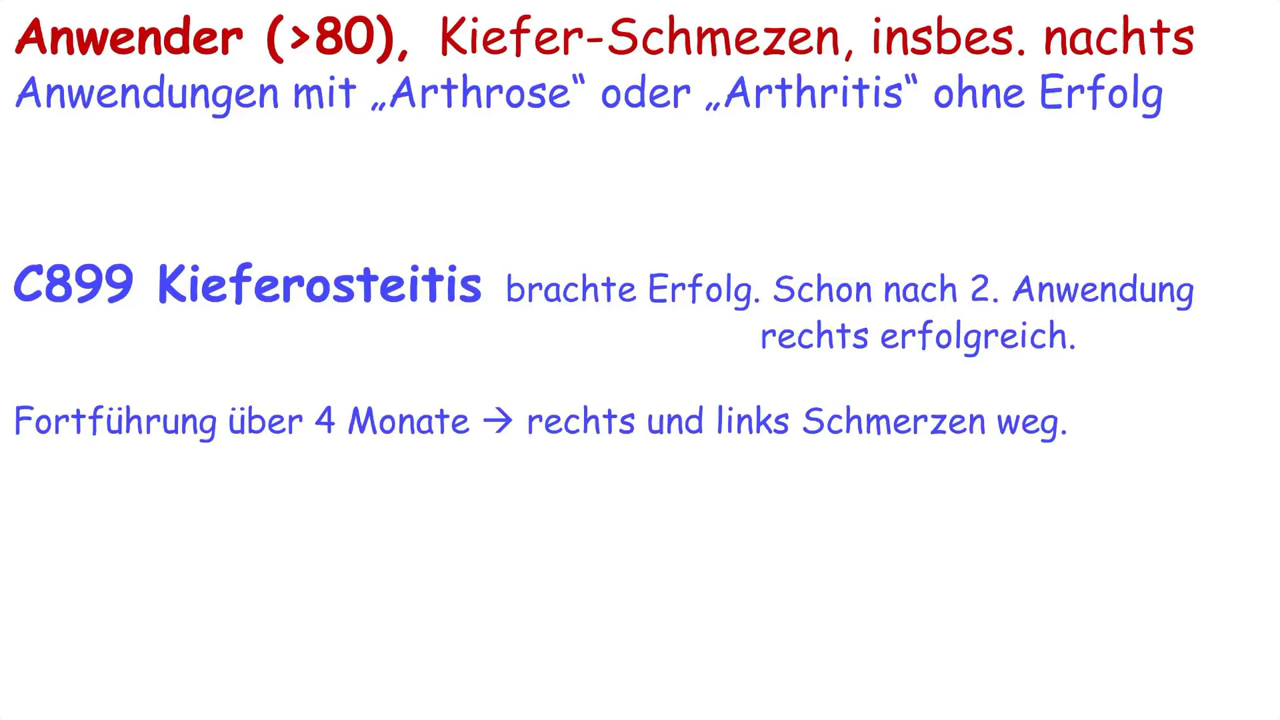 Anwender (>80), Kiefer-Schmezen, insbes. nachts
Anwendungen mit „Arthrose“ oder „Arthritis“ ohne Erfolg
C899 Kieferosteitis brachte Erfolg. Schon nach 2. Anwendung
rechts erfolgreich.
Fortführung über 4 Monate → rechts und links Schmerzen weg.